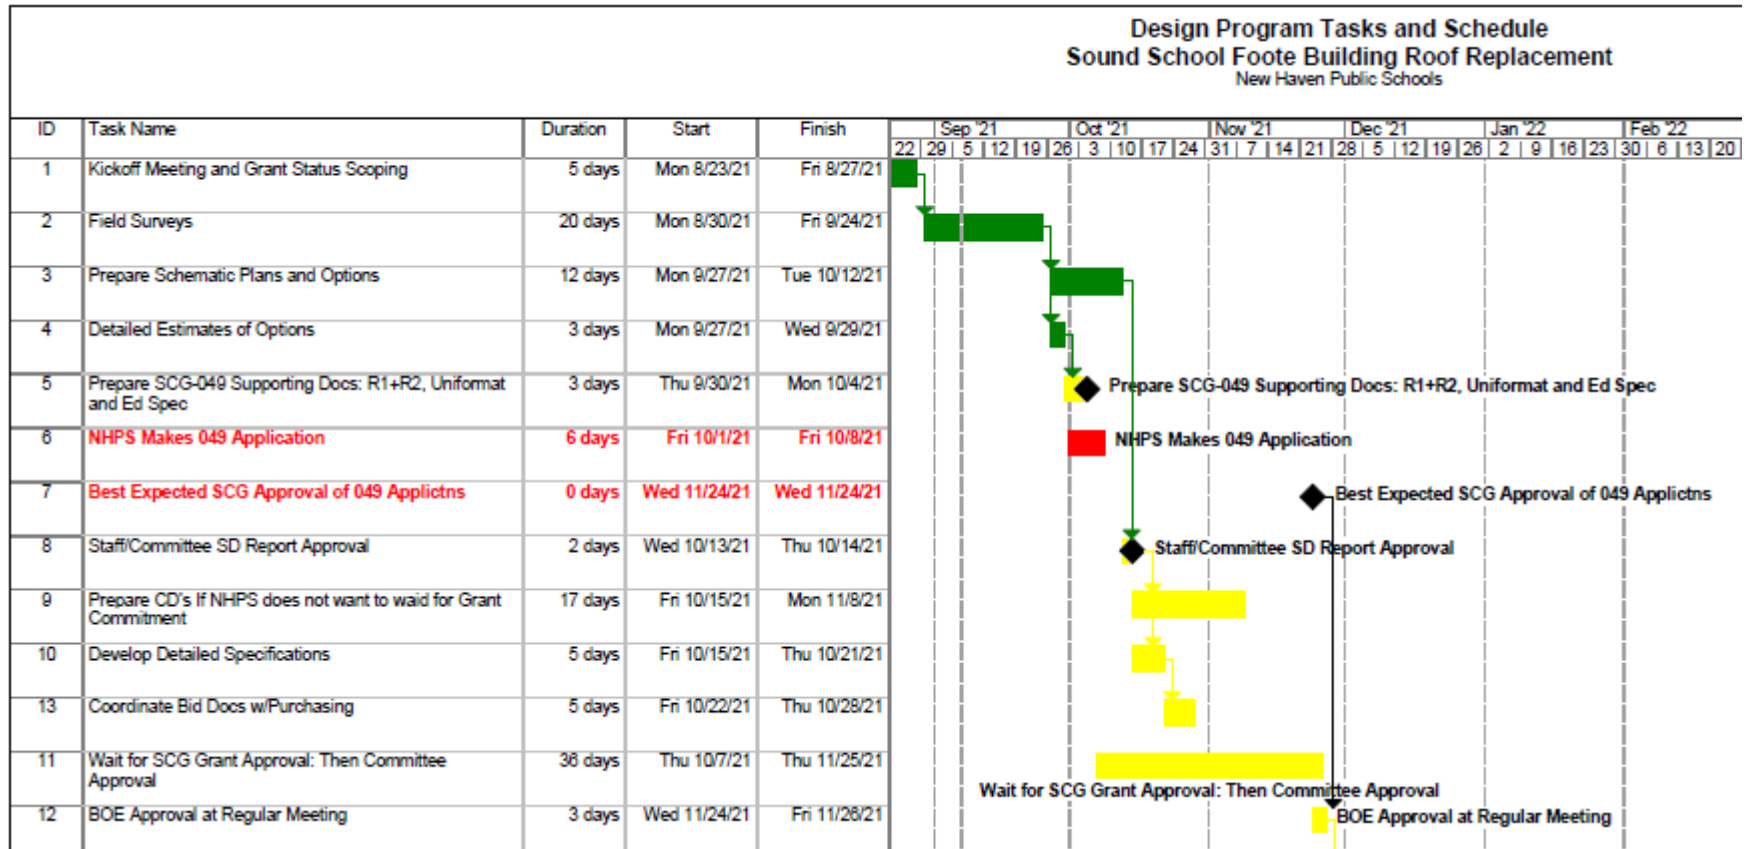 Design Program Tasks and Schedule
Sound School Foote Building Roof Replacement
New Haven Public Schools
ID Task Name Duration Start Finish Sep '21 Oct '21 Nov '21 Dec '21 Jan '22 Feb '22
22 29 5 12 19 26 3 10 17 24 31 7 14 21 28 5 12 19 26 2 9 16 23 30 6 13 20
1 Kickoff Meeting and Grant Status Scoping 5 days Mon 8/23/21 Fri 8/27/21
2 Field Surveys 20 days Mon 8/30/21 Fri 9/24/21
3 Prepare Schematic Plans and Options 12 days Mon 9/27/21 Tue 10/12/21
4 Detailed Estimates of Options 3 days Mon 9/27/21 Wed 9/29/21
5 Prepare SCG-049 Supporting Docs: R1+R2, Uniformat 3 days Thu 9/30/21 Mon 10/4/21 Prepare SCG-049 Supporting Docs: R1+R2, Uniformat and Ed Spec
and Ed Spec
6 NHPS Makes 049 Application 6 days Fri 10/1/21 Fri 10/8/21 NHPS Makes 049 Application
7 Best Expected SCG Approval of 049 Applictns 0 days Wed 11/24/21 Wed 11/24/21 Best Expected SCG Approval of 049 Applictns
8 Staff/Committee SD Report Approval 2 days Wed 10/13/21 Thu 10/14/21 Staff/Committee SD Report Approval
9 Prepare CD's If NHPS does not want to waid for Grant 17 days Fri 10/15/21 Mon 11/8/21
Commitment
10 Develop Detailed Specifications 5 days Fri 10/15/21 Thu 10/21/21
13 Coordinate Bid Docs w/Purchasing 5 days Fri 10/22/21 Thu 10/28/21
11 Wait for SCG Grant Approval: Then Committee 36 days Thu 10/7/21 Thu 11/25/21
Approval
Wait for SCG Grant Approval: Then Committee Approval
12 BOE Approval at Regular Meeting 3 days Wed 11/24/21 Fri 11/26/21 BOE Approval at Regular Meeting